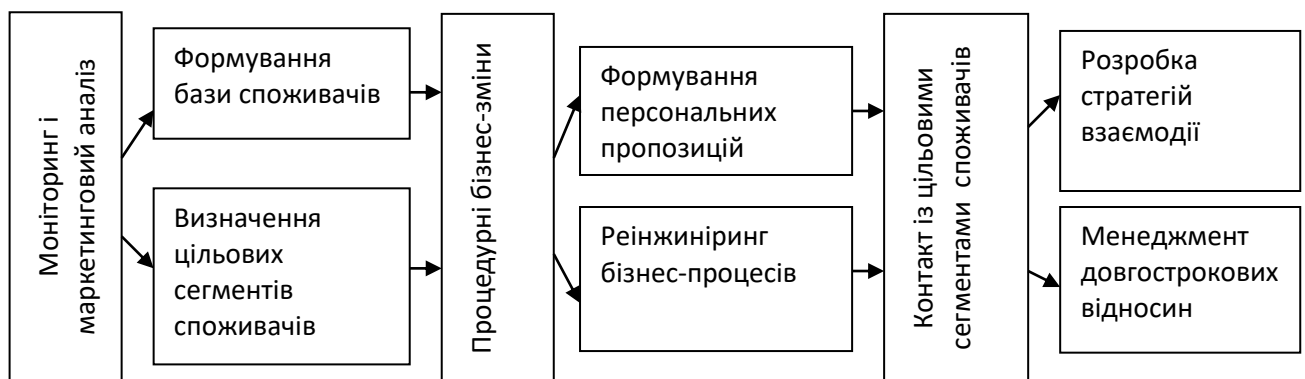 Моніторинг і
маркетинговий аналіз
Формування
бази споживачів
Визначення
цільових
сегментів
споживачів
Процедурні бізнес-зміни
Формування
персональних
пропозицій
Реінжиніринг
бізнес-процесів
Контакт із цільовими
сегментами споживачів
Розробка
стратегій
взаємодії
Менеджмент
довгострокових
відносин